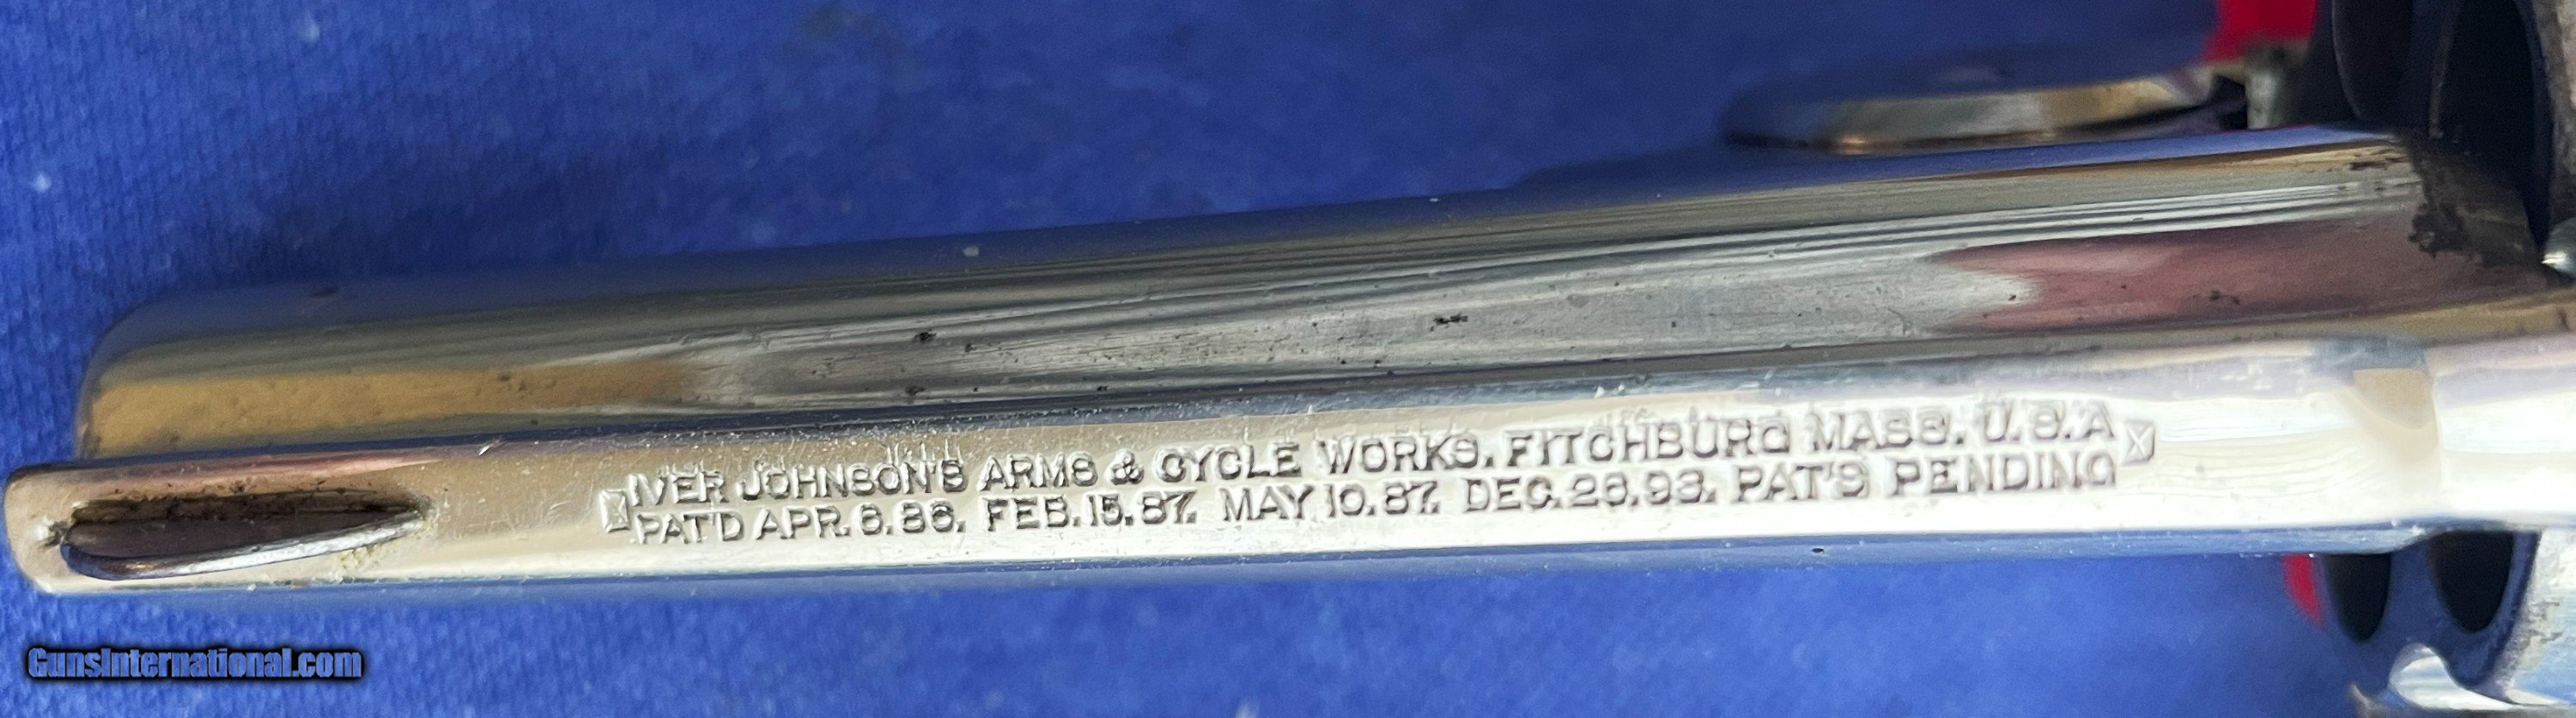 IVER JOHNSON'S ARMS & CYCLE WORKS. FITCHBURG MASS. U.S.A
PAT'D APR. 6.86. FEB. 15. 87. MAY 10. 87. DEC. 26. 93. PAT'S PENDING
GunsInternational.com